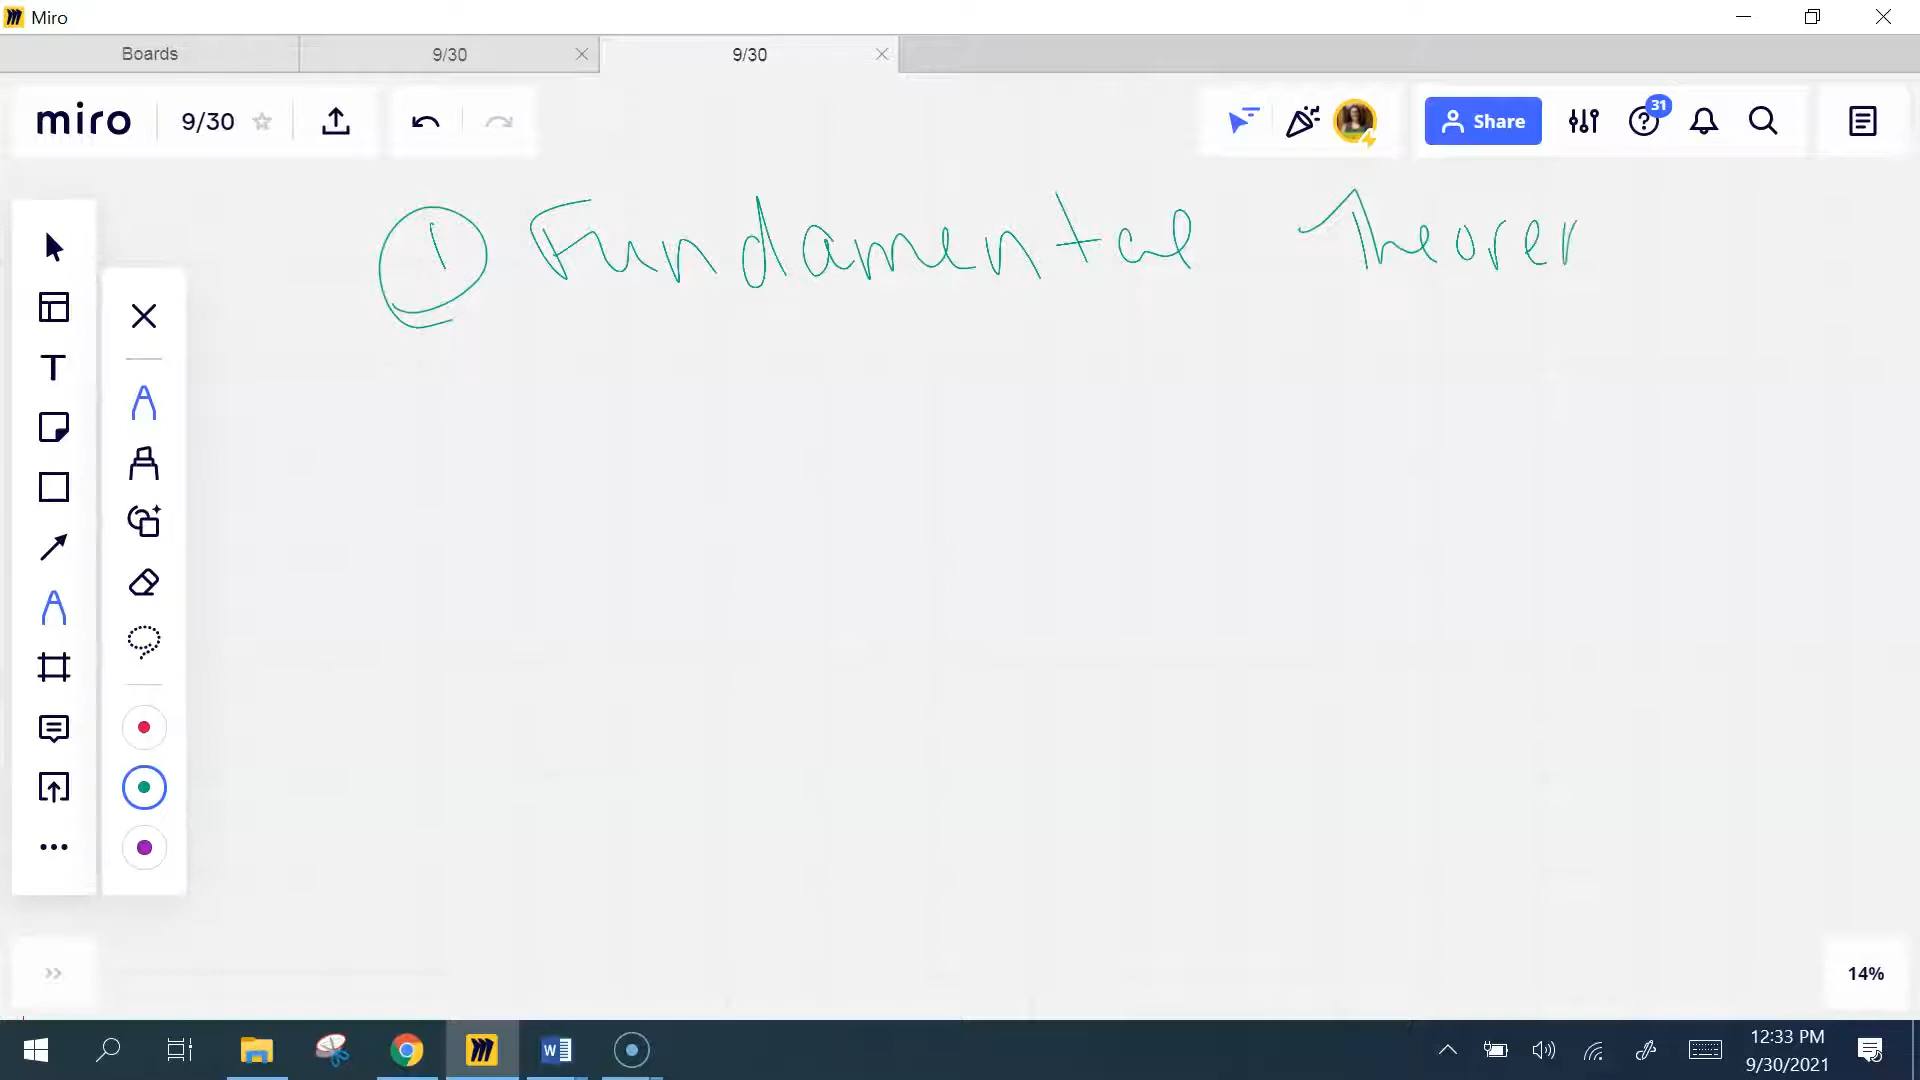 Miro
Boards
9/30
9/30
miro
9/30
Share
31
① Fundamental Theorer
T
14%
12:33 PM
9/30/2021